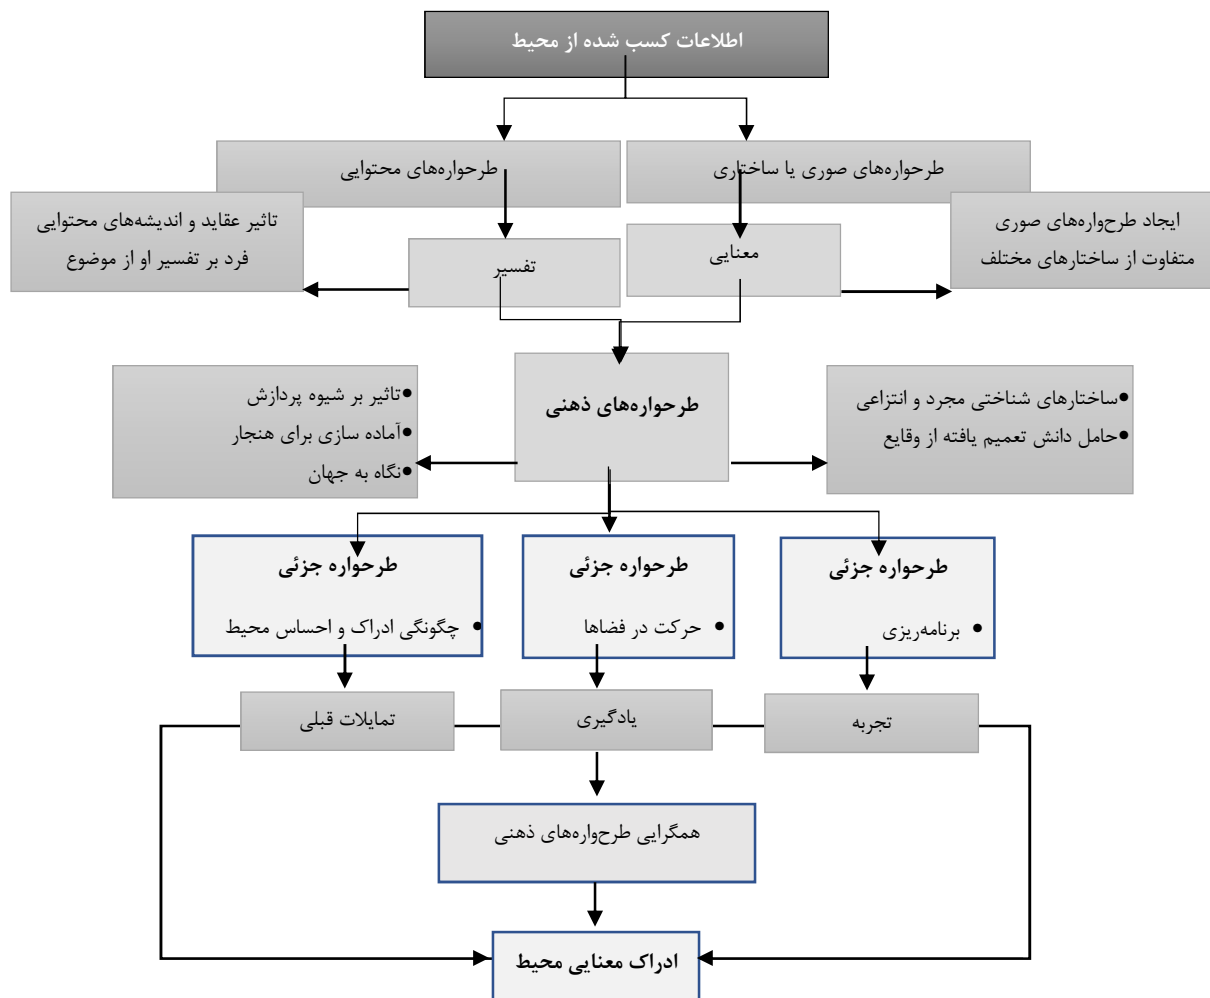 اطلاعات کسب شده از محیط
طرحواره‌های صوری یا ساختاری
طرحواره‌های محتوایی
ایجاد طرح‌واره‌های صوری
متفاوت از ساختارهای مختلف
معنایی
تفسیر
تاثیر عقاید و اندیشه‌های محتوایی
فرد بر تفسیر او از موضوع
طرحواره‌های ذهنی
•ساختارهای شناختی مجرد و انتزاعی
•حامل دانش تعمیم یافته از وقایع
•تاثیر بر شیوه پردازش
•آماده سازی برای هنجار
•نگاه به جهان
طرحواره جزئی
• برنامه‌ریزی
طرحواره جزئی
• حرکت در فضاها
طرحواره جزئی
• چگونگی ادراک و احساس محیط
تجربه
یادگیری
تمایلات قبلی
همگرایی طرح‌واره‌های ذهنی
ادراک معنایی محیط